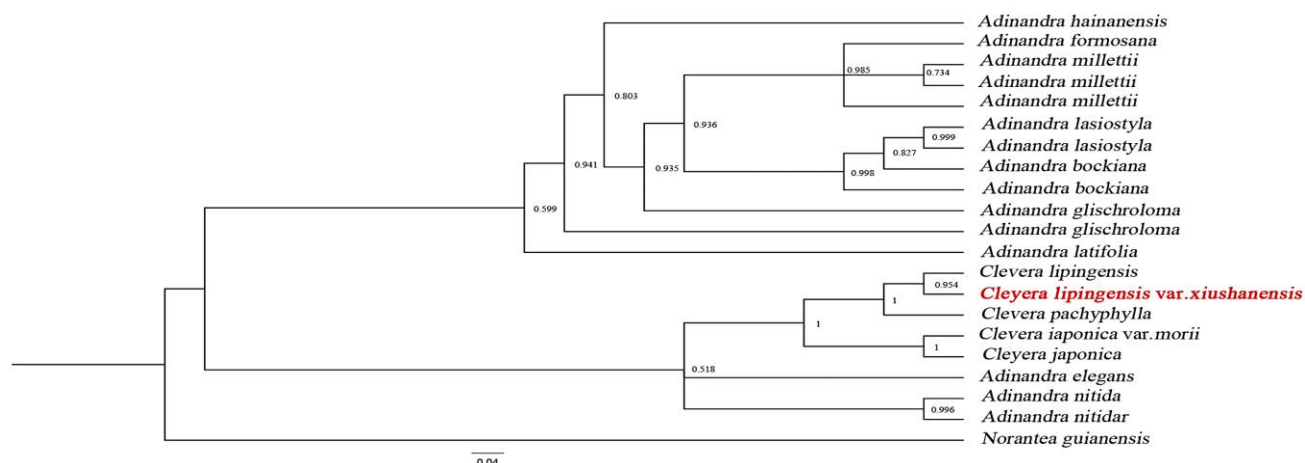 Adinandra hainanensis
Adinandra formosana
0.985
Adinandra millettii
0.734
Adinandra millettii
0.803
Adinandra millettii
0.936
Adinandra lasiostyla
0.999
Adinandra lasiostyla
0.827
0.941
0.935
Adinandra bockiana
0.998
Adinandra bockiana
0.599
Adinandra glischroloma
Adinandra glischroloma
Adinandra latifolia
Clevera lipingensis
0.954
Cleyera lipingensis var.xiushanensis
1
Clevera pachyphylla
1
Clevera iaponica var.morii
1
Cleyera japonica
0.518
Adinandra elegans
Adinandra nitida
0.996
Adinandra nitidar
Norantea guianensis
0.04